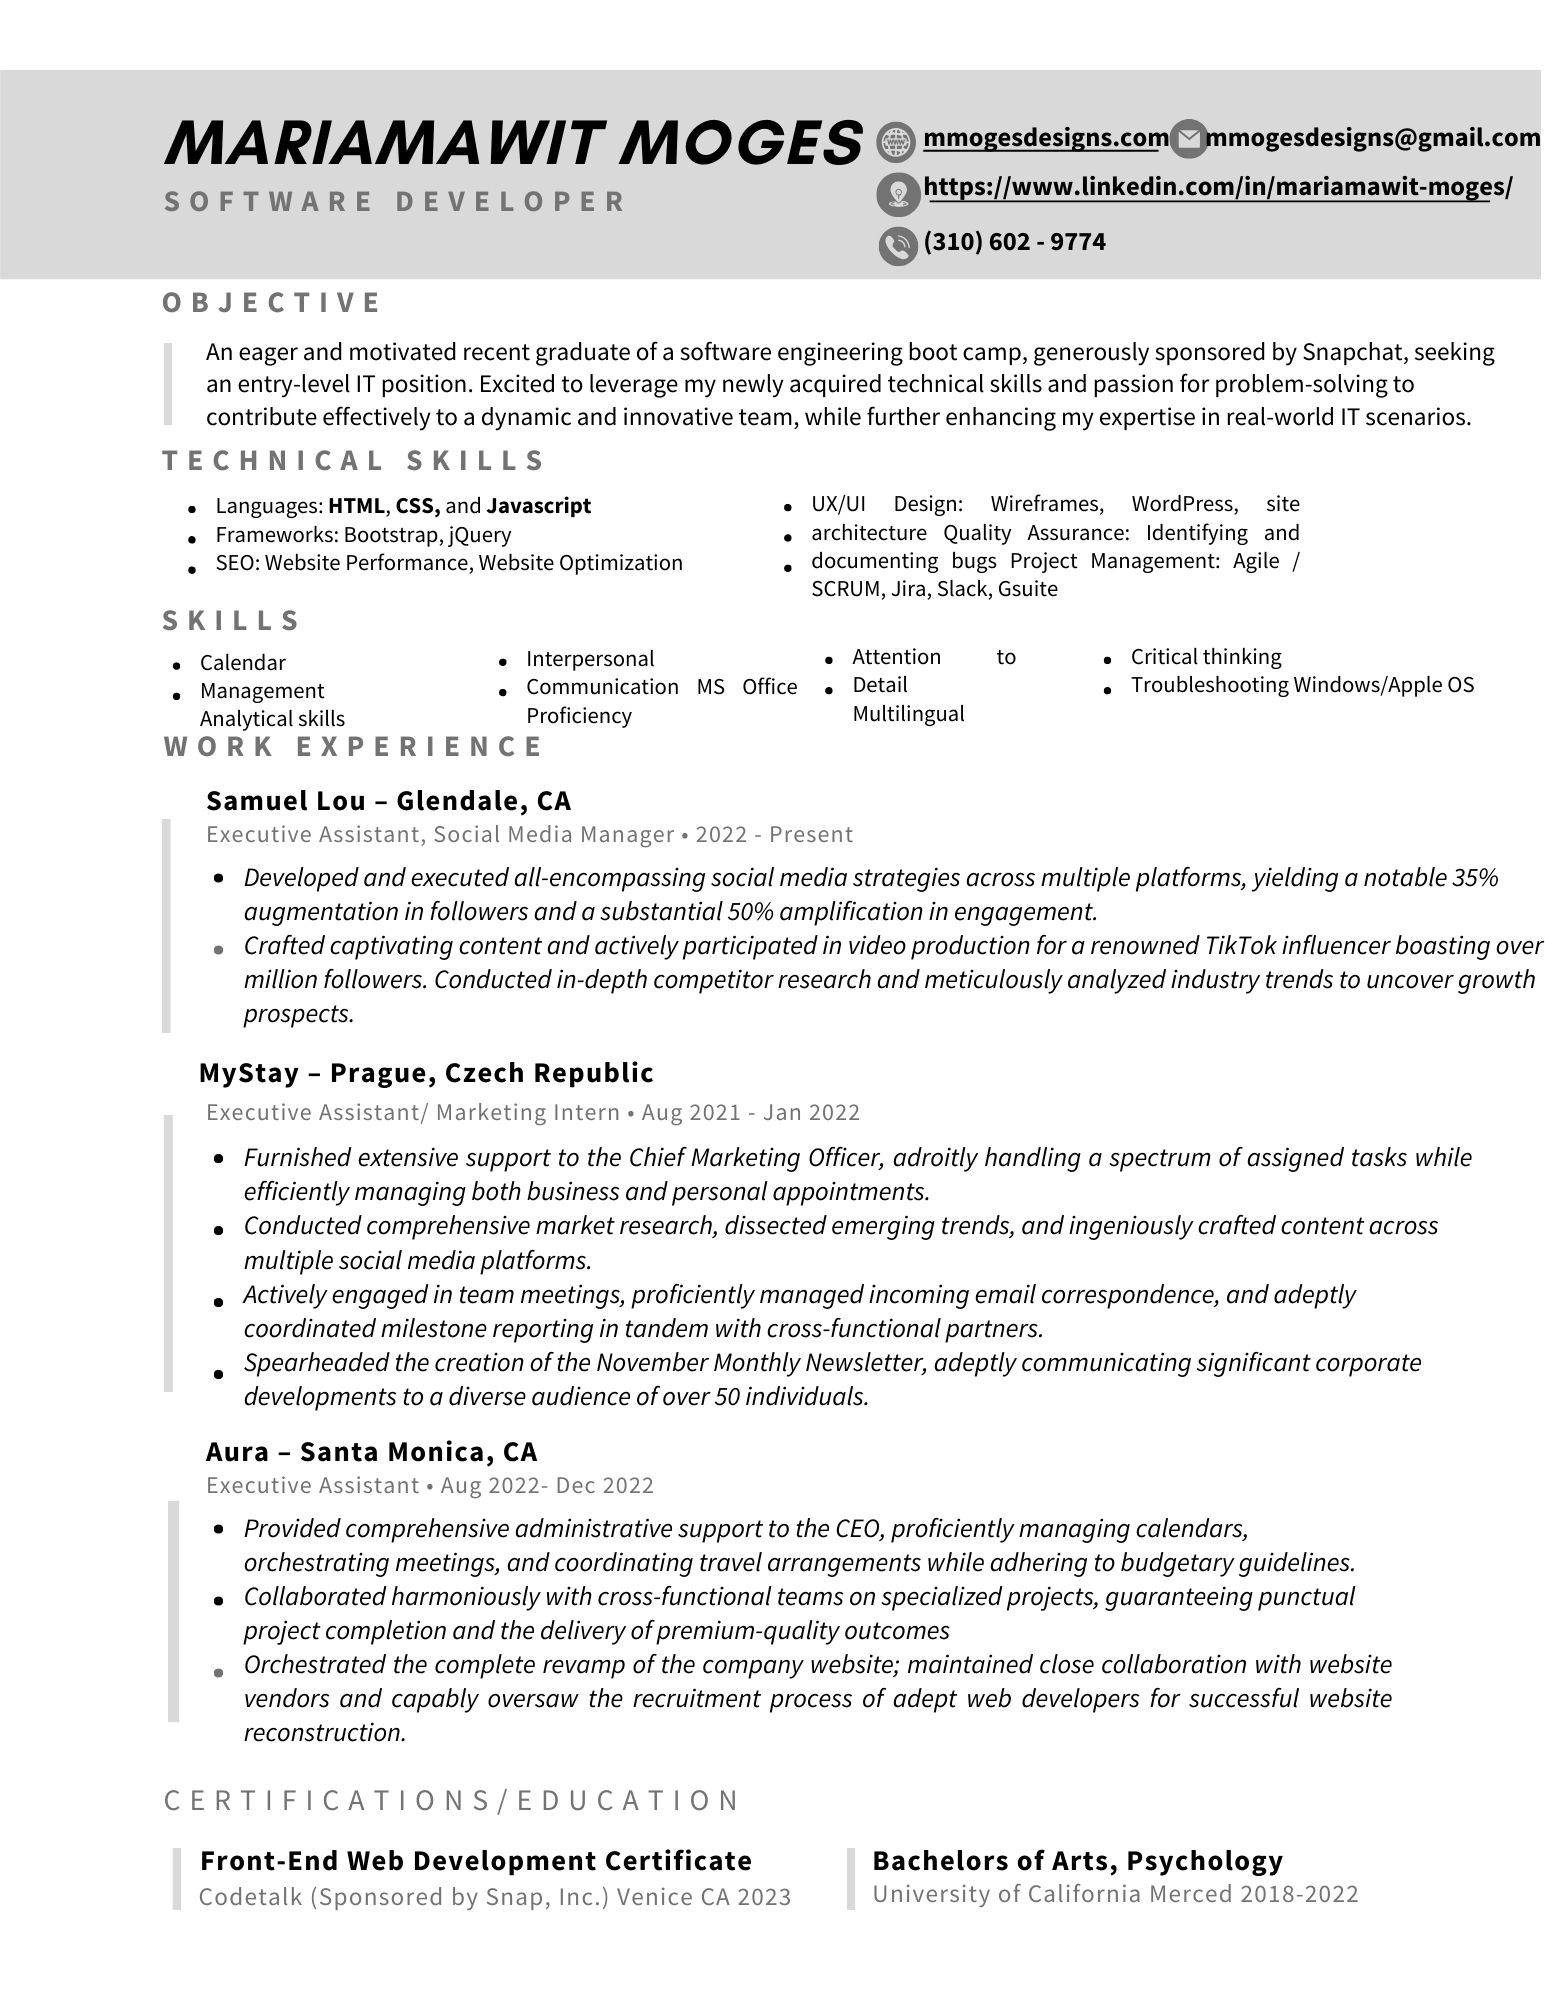 MARIAMAWIT MOGES
SOFTWARE DEVELOPER
mmogesdesigns.com mmogesdesigns@gmail.com
https://www.linkedin.com/in/mariamawit-moges/
(310) 602 - 9774
OBJECTIVE
An eager and motivated recent graduate of a software engineering boot camp, generously sponsored by Snapchat, seeking
an entry-level IT position. Excited to leverage my newly acquired technical skills and passion for problem-solving to
contribute effectively to a dynamic and innovative team, while further enhancing my expertise in real-world IT scenarios.
TECHNICAL SKILLS
• Languages: HTML, CSS, and Javascript
• Frameworks: Bootstrap, jQuery
• SEO: Website Performance, Website Optimization
• UX/UI Design: Wireframes, WordPress, site
• architecture Quality Assurance: Identifying and
• documenting bugs Project Management: Agile /
SCRUM, Jira, Slack, Gsuite
SKILLS
• Calendar
• Management
Analytical skills
• Interpersonal
• Communication MS Office
Proficiency
• Attention to
• Detail
Multilingual
• Critical thinking
• Troubleshooting Windows/Apple OS
WORK EXPERIENCE
Samuel Lou – Glendale, CA
Executive Assistant, Social Media Manager • 2022 - Present
• Developed and executed all-encompassing social media strategies across multiple platforms, yielding a notable 35%
augmentation in followers and a substantial 50% amplification in engagement.
• Crafted captivating content and actively participated in video production for a renowned TikTok influencer boasting over
million followers. Conducted in-depth competitor research and meticulously analyzed industry trends to uncover growth
prospects.
MyStay – Prague, Czech Republic
Executive Assistant/ Marketing Intern • Aug 2021 - Jan 2022
• Furnished extensive support to the Chief Marketing Officer, adroitly handling a spectrum of assigned tasks while
efficiently managing both business and personal appointments.
• Conducted comprehensive market research, dissected emerging trends, and ingeniously crafted content across
multiple social media platforms.
• Actively engaged in team meetings, proficiently managed incoming email correspondence, and adeptly
coordinated milestone reporting in tandem with cross-functional partners.
• Spearheaded the creation of the November Monthly Newsletter, adeptly communicating significant corporate
developments to a diverse audience of over 50 individuals.
Aura – Santa Monica, CA
Executive Assistant • Aug 2022- Dec 2022
• Provided comprehensive administrative support to the CEO, proficiently managing calendars,
orchestrating meetings, and coordinating travel arrangements while adhering to budgetary guidelines.
• Collaborated harmoniously with cross-functional teams on specialized projects, guaranteeing punctual
project completion and the delivery of premium-quality outcomes
• Orchestrated the complete revamp of the company website; maintained close collaboration with website
vendors and capably oversaw the recruitment process of adept web developers for successful website
reconstruction.
CERTIFICATIONS/EDUCATION
Front-End Web Development Certificate
Codetalk (Sponsored by Snap, Inc.) Venice CA 2023
Bachelors of Arts, Psychology
University of California Merced 2018-2022